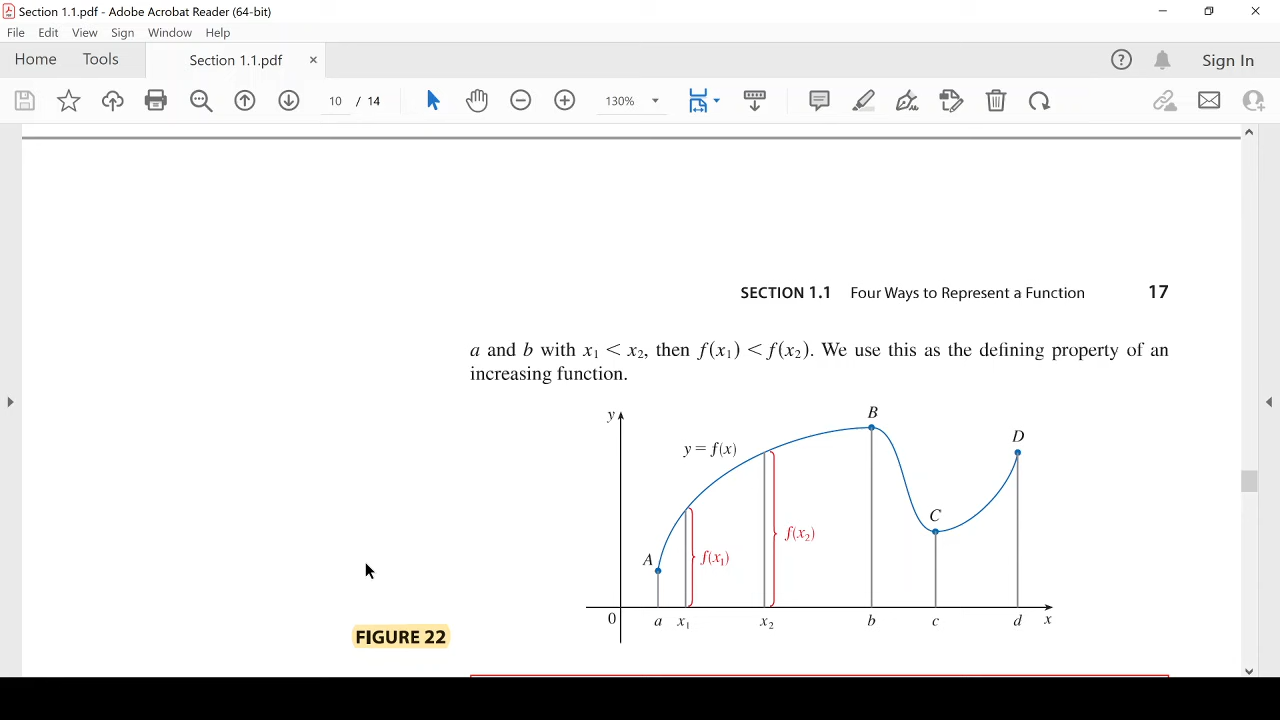 Section 1.1.pdf - Adobe Acrobat Reader (64-bit)
File Edit View Sign Window Help
Home Tools Section 1.1.pdf × Sign In
10 / 14 130%
SECTION 1.1 Four Ways to Represent a Function 17
a and b with x₁ < x₂, then f(x₁) < f(x₂). We use this as the defining property of an
increasing function.
y
B
y = f(x)
D
C
f(x₂)
A
f(x₁)
0 a x₁ x₂ b c d x
FIGURE 22